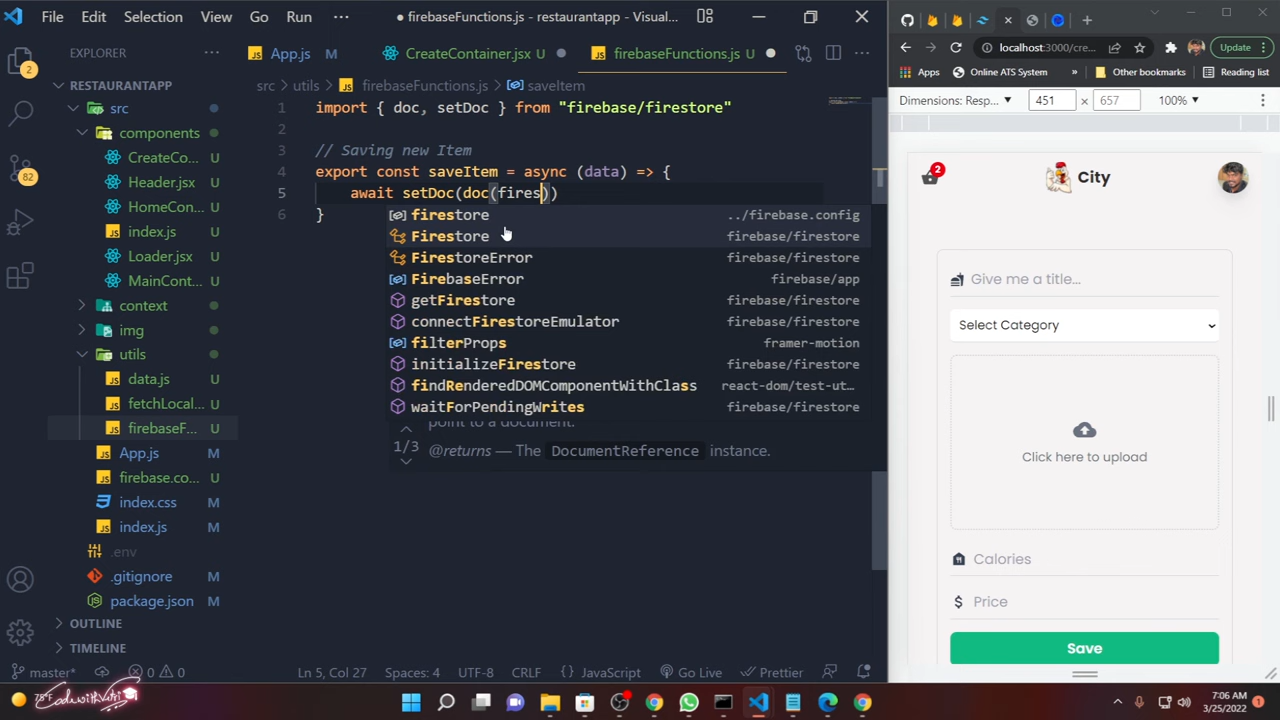 File Edit Selection View Go Run ··· ● firebaseFunctions.js - restaurantapp - Visual...
EXPLORER ···
RESTAURANTAPP
src
components
CreateCo... U
Header.jsx U
HomeCon... U
index.js U
Loader.jsx U
MainCont... U
context
img
utils
data.js U
fetchLocal... U
firebaseF... U
App.js U
firebase.co... U
index.css M
index.js M
.env
.gitignore M
package.json M
OUTLINE
TIMELINE
2
82
App.js M CreateContainer.jsx U firebaseFunctions.js U ···
src > utils > firebaseFunctions.js > saveItem
1 import { doc, setDoc } from "firebase/firestore"
2
3 // Saving new Item
4 export const saveItem = async (data) => {
5 await setDoc(doc(fires))
6 }
firestore ../firebase.config
Firestore firebase/firestore
FirestoreError firebase/firestore
FirebaseError firebase/app
getFirestore firebase/firestore
connectFirestoreEmulator firebase/firestore
filterProps framer-motion
initializeFirestore firebase/firestore
findRenderedDOMComponentWithClass react-dom/test-ut...
waitForPendingWrites firebase/firestore
point to a document.
1/3 @returns — The DocumentReference instance.
master* 0 0 Ln 5, Col 27 Spaces: 4 UTF-8 CRLF JavaScript Go Live Prettier
localhost:3000/cre... Update
Apps Online ATS System » Other bookmarks Reading list
Dimensions: Resp... 451 × 657 100%
2 City
Give me a title...
Select Category
Click here to upload
Calories
$ Price
Save
78°F
CodewithVetri
7:06 AM
3/25/2022
1